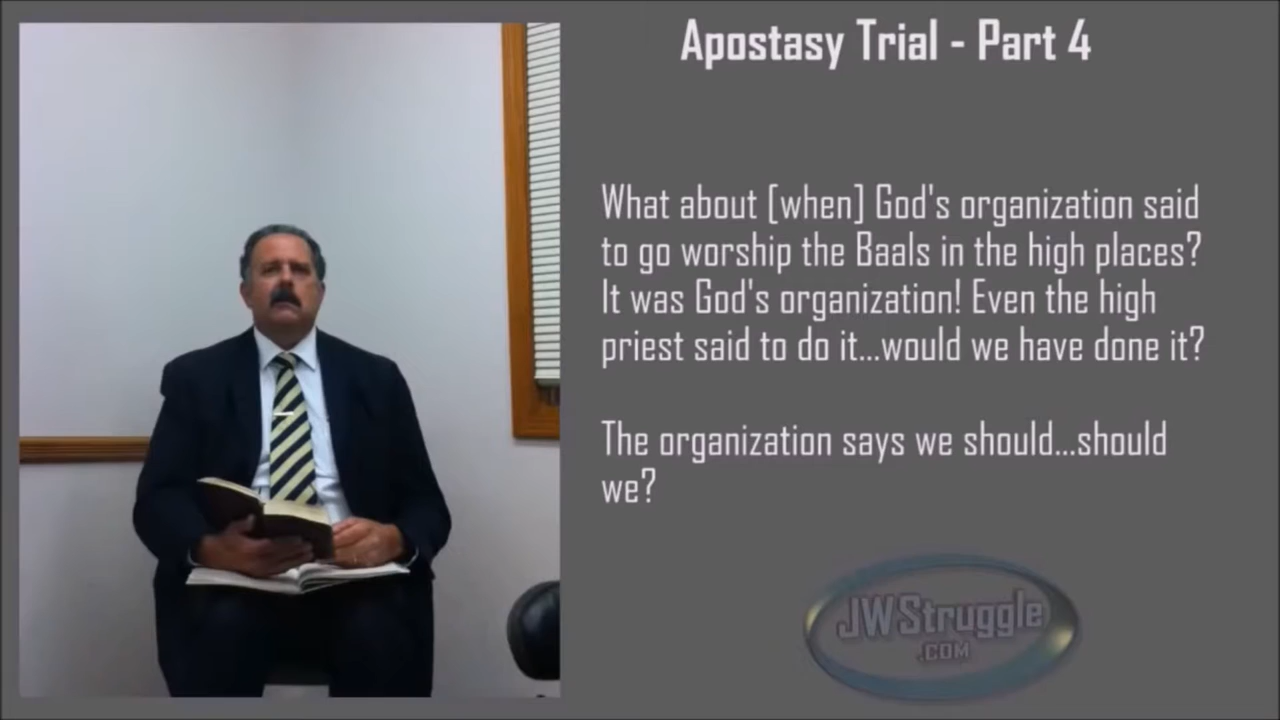 Apostasy Trial - Part 4
What about [when] God's organization said
to go worship the Baals in the high places?
It was God's organization! Even the high
priest said to do it...would we have done it?
The organization says we should...should
we?
JWStruggle
.COM